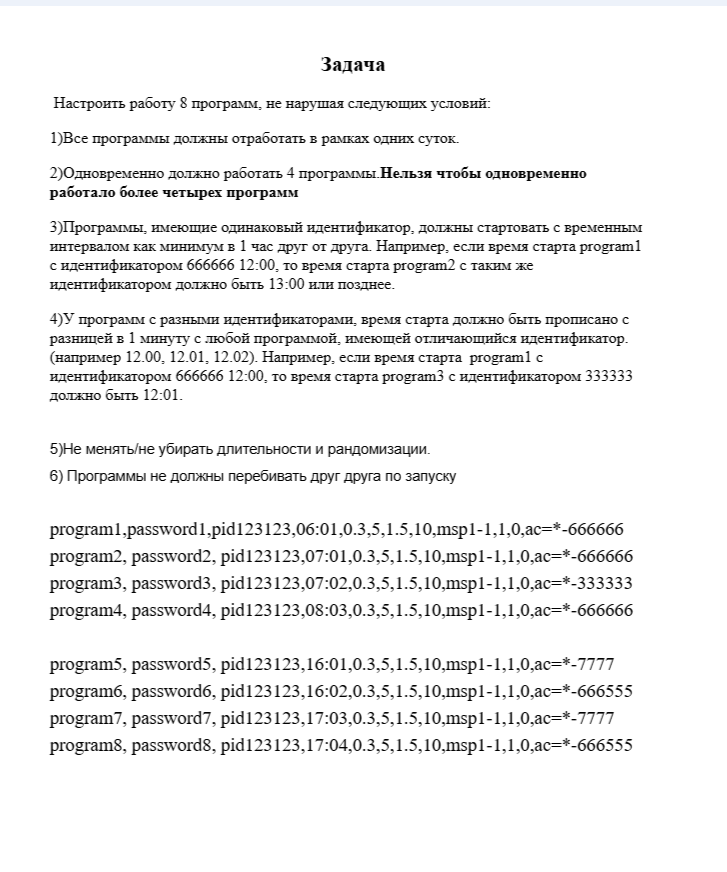 Задача
Настроить работу 8 программ, не нарушая следующих условий:
1)Все программы должны отработать в рамках одних суток.
2)Одновременно должно работать 4 программы.Нельзя чтобы одновременно
работало более четырех программ
3)Программы, имеющие одинаковый идентификатор, должны стартовать с временным
интервалом как минимум в 1 час друг от друга. Например, если время старта program1
с идентификатором 666666 12:00, то время старта program2 с таким же
идентификатором должно быть 13:00 или позднее.
4)У программ с разными идентификаторами, время старта должно быть прописано с
разницей в 1 минуту с любой программой, имеющей отличающийся идентификатор.
(например 12.00, 12.01, 12.02). Например, если время старта  program1 с
идентификатором 666666 12:00, то время старта program3 с идентификатором 333333
должно быть 12:01.
5)Не менять/не убирать длительности и рандомизации.
6) Программы не должны перебивать друг друга по запуску
program1,password1,pid123123,06:01,0.3,5,1.5,10,msp1-1,1,0,ac=*-666666
program2, password2, pid123123,07:01,0.3,5,1.5,10,msp1-1,1,0,ac=*-666666
program3, password3, pid123123,07:02,0.3,5,1.5,10,msp1-1,1,0,ac=*-333333
program4, password4, pid123123,08:03,0.3,5,1.5,10,msp1-1,1,0,ac=*-666666
program5, password5, pid123123,16:01,0.3,5,1.5,10,msp1-1,1,0,ac=*-7777
program6, password6, pid123123,16:02,0.3,5,1.5,10,msp1-1,1,0,ac=*-666555
program7, password7, pid123123,17:03,0.3,5,1.5,10,msp1-1,1,0,ac=*-7777
program8, password8, pid123123,17:04,0.3,5,1.5,10,msp1-1,1,0,ac=*-666555